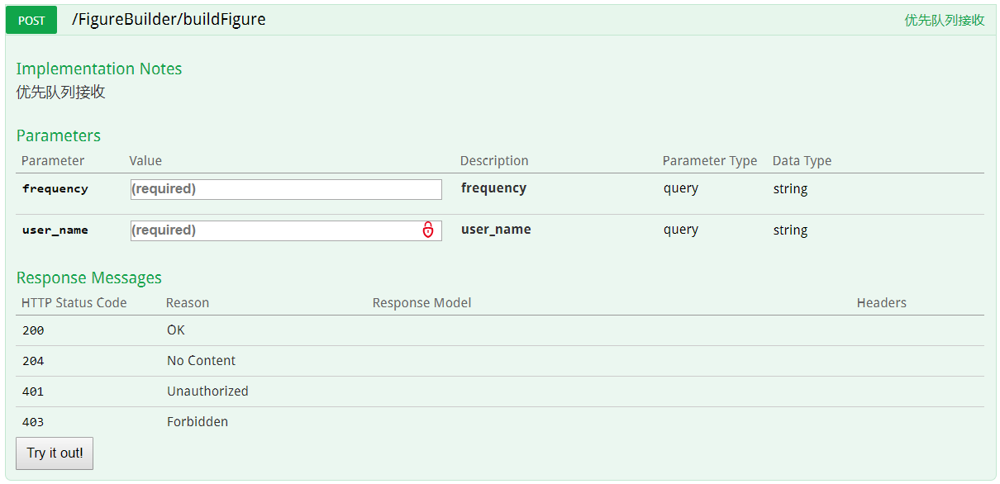 POST /FigureBuilder/buildFigure 优先队列接收
Implementation Notes
优先队列接收
Parameters
Parameter Value Description Parameter Type Data Type
frequency (required) frequency query string
user_name (required) user_name query string
Response Messages
HTTP Status Code Reason Response Model Headers
200 OK
204 No Content
401 Unauthorized
403 Forbidden
Try it out!